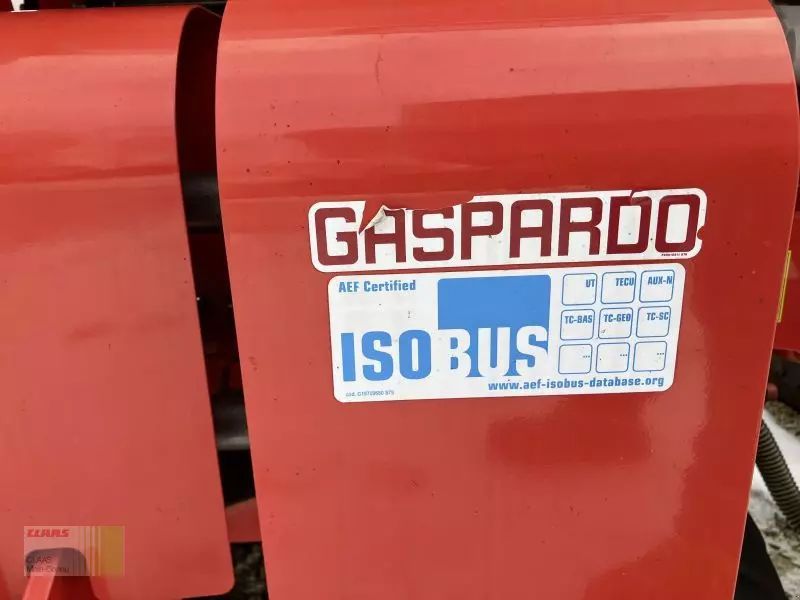 GASPARDO
AEF Certified
ISOBUS
UT TECU AUX-N
TC-BAS TC-GEO TC-SC
... ... ...
www.aef-isobus-database.org
CLAAS
CLAAS